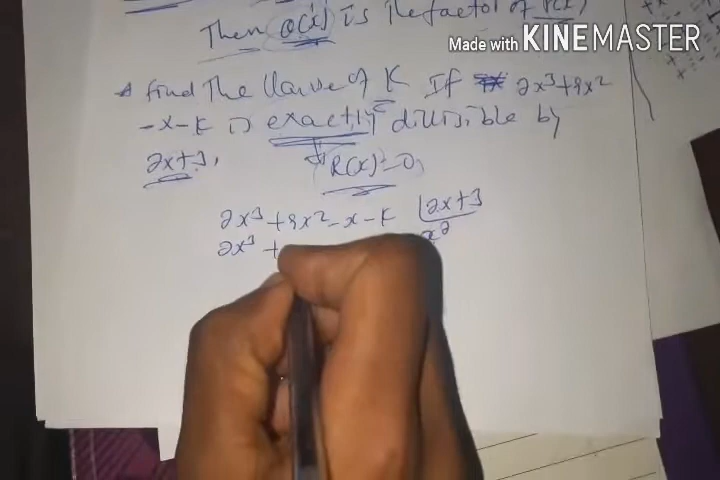 Then Q(x) is the factor of P(x)
Made with KINEMASTER
Find The Value of K If 2x³+9x²
-x-k is exactly divisible by
2x+3,
R(x)=0,
2x³+9x²-x-k 2x+3
2x³ + x²